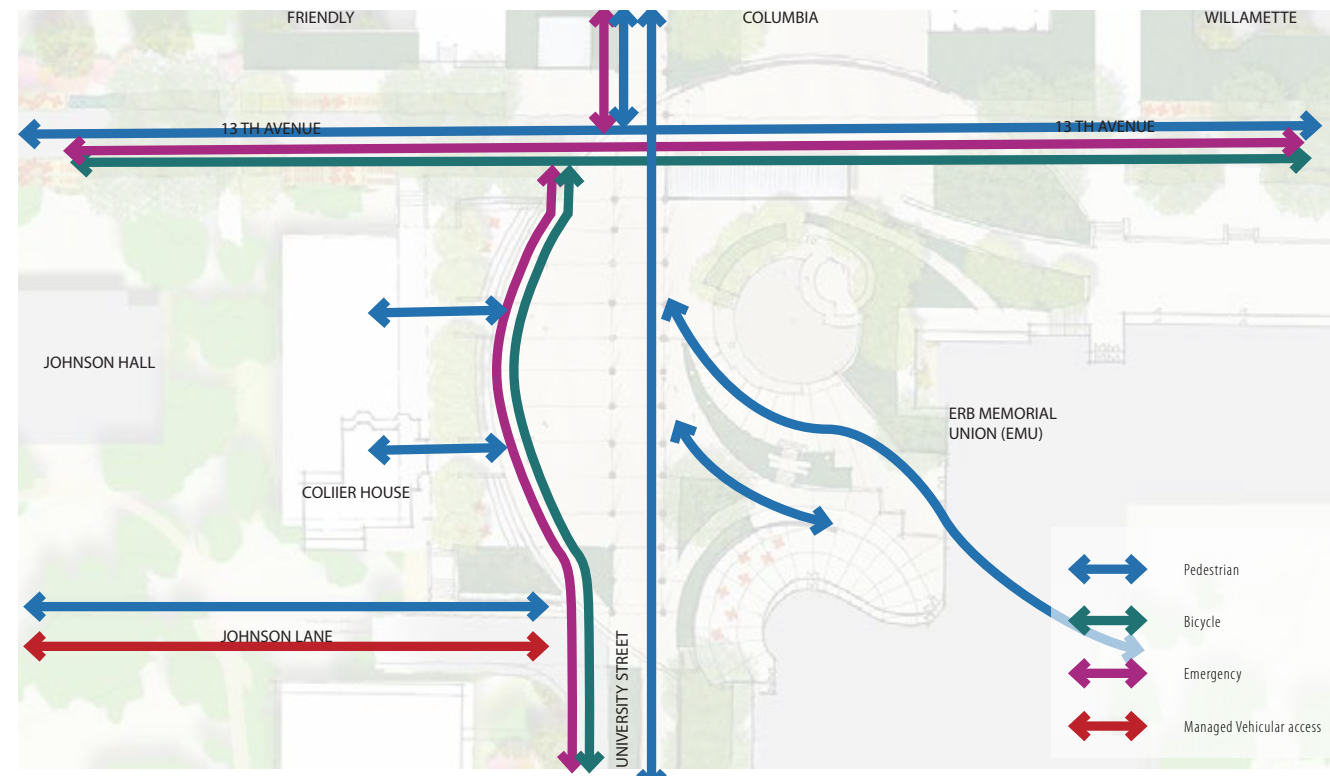 FRIENDLY
COLUMBIA
WILLAMETTE
13 TH AVENUE
13 TH AVENUE
JOHNSON HALL
ERB MEMORIAL
UNION (EMU)
COLIIER HOUSE
JOHNSON LANE
UNIVERSITY STREET
Pedestrian
Bicycle
Emergency
Managed Vehicular access